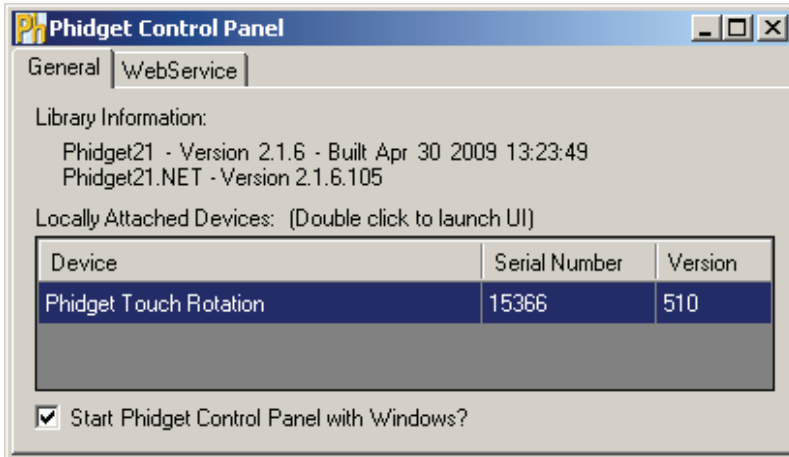 Ph Phidget Control Panel
General WebService
Library Information:
Phidget21 - Version 2.1.6 - Built Apr 30 2009 13:23:49
Phidget21.NET - Version 2.1.6.105
Locally Attached Devices: (Double click to launch UI)
Device Serial Number Version
Phidget Touch Rotation 15366 510
Start Phidget Control Panel with Windows?